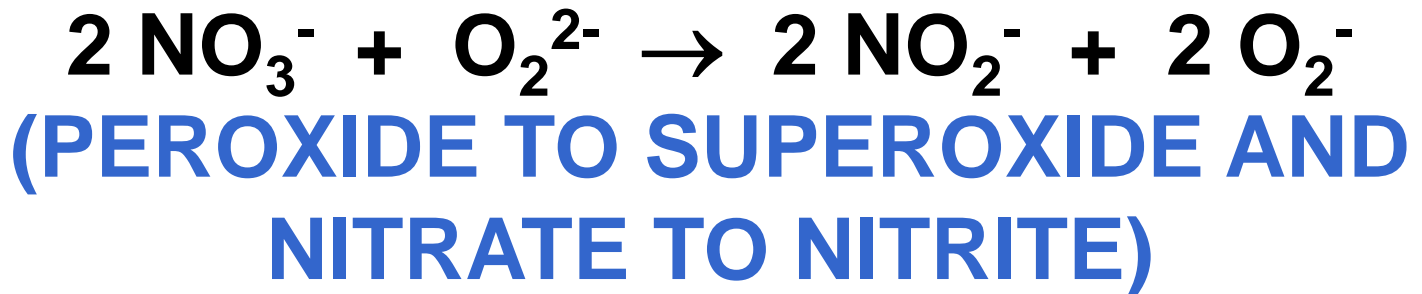 2 NO₃⁻ + O₂²⁻ → 2 NO₂⁻ + 2 O₂⁻
(PEROXIDE TO SUPEROXIDE AND
NITRATE TO NITRITE)